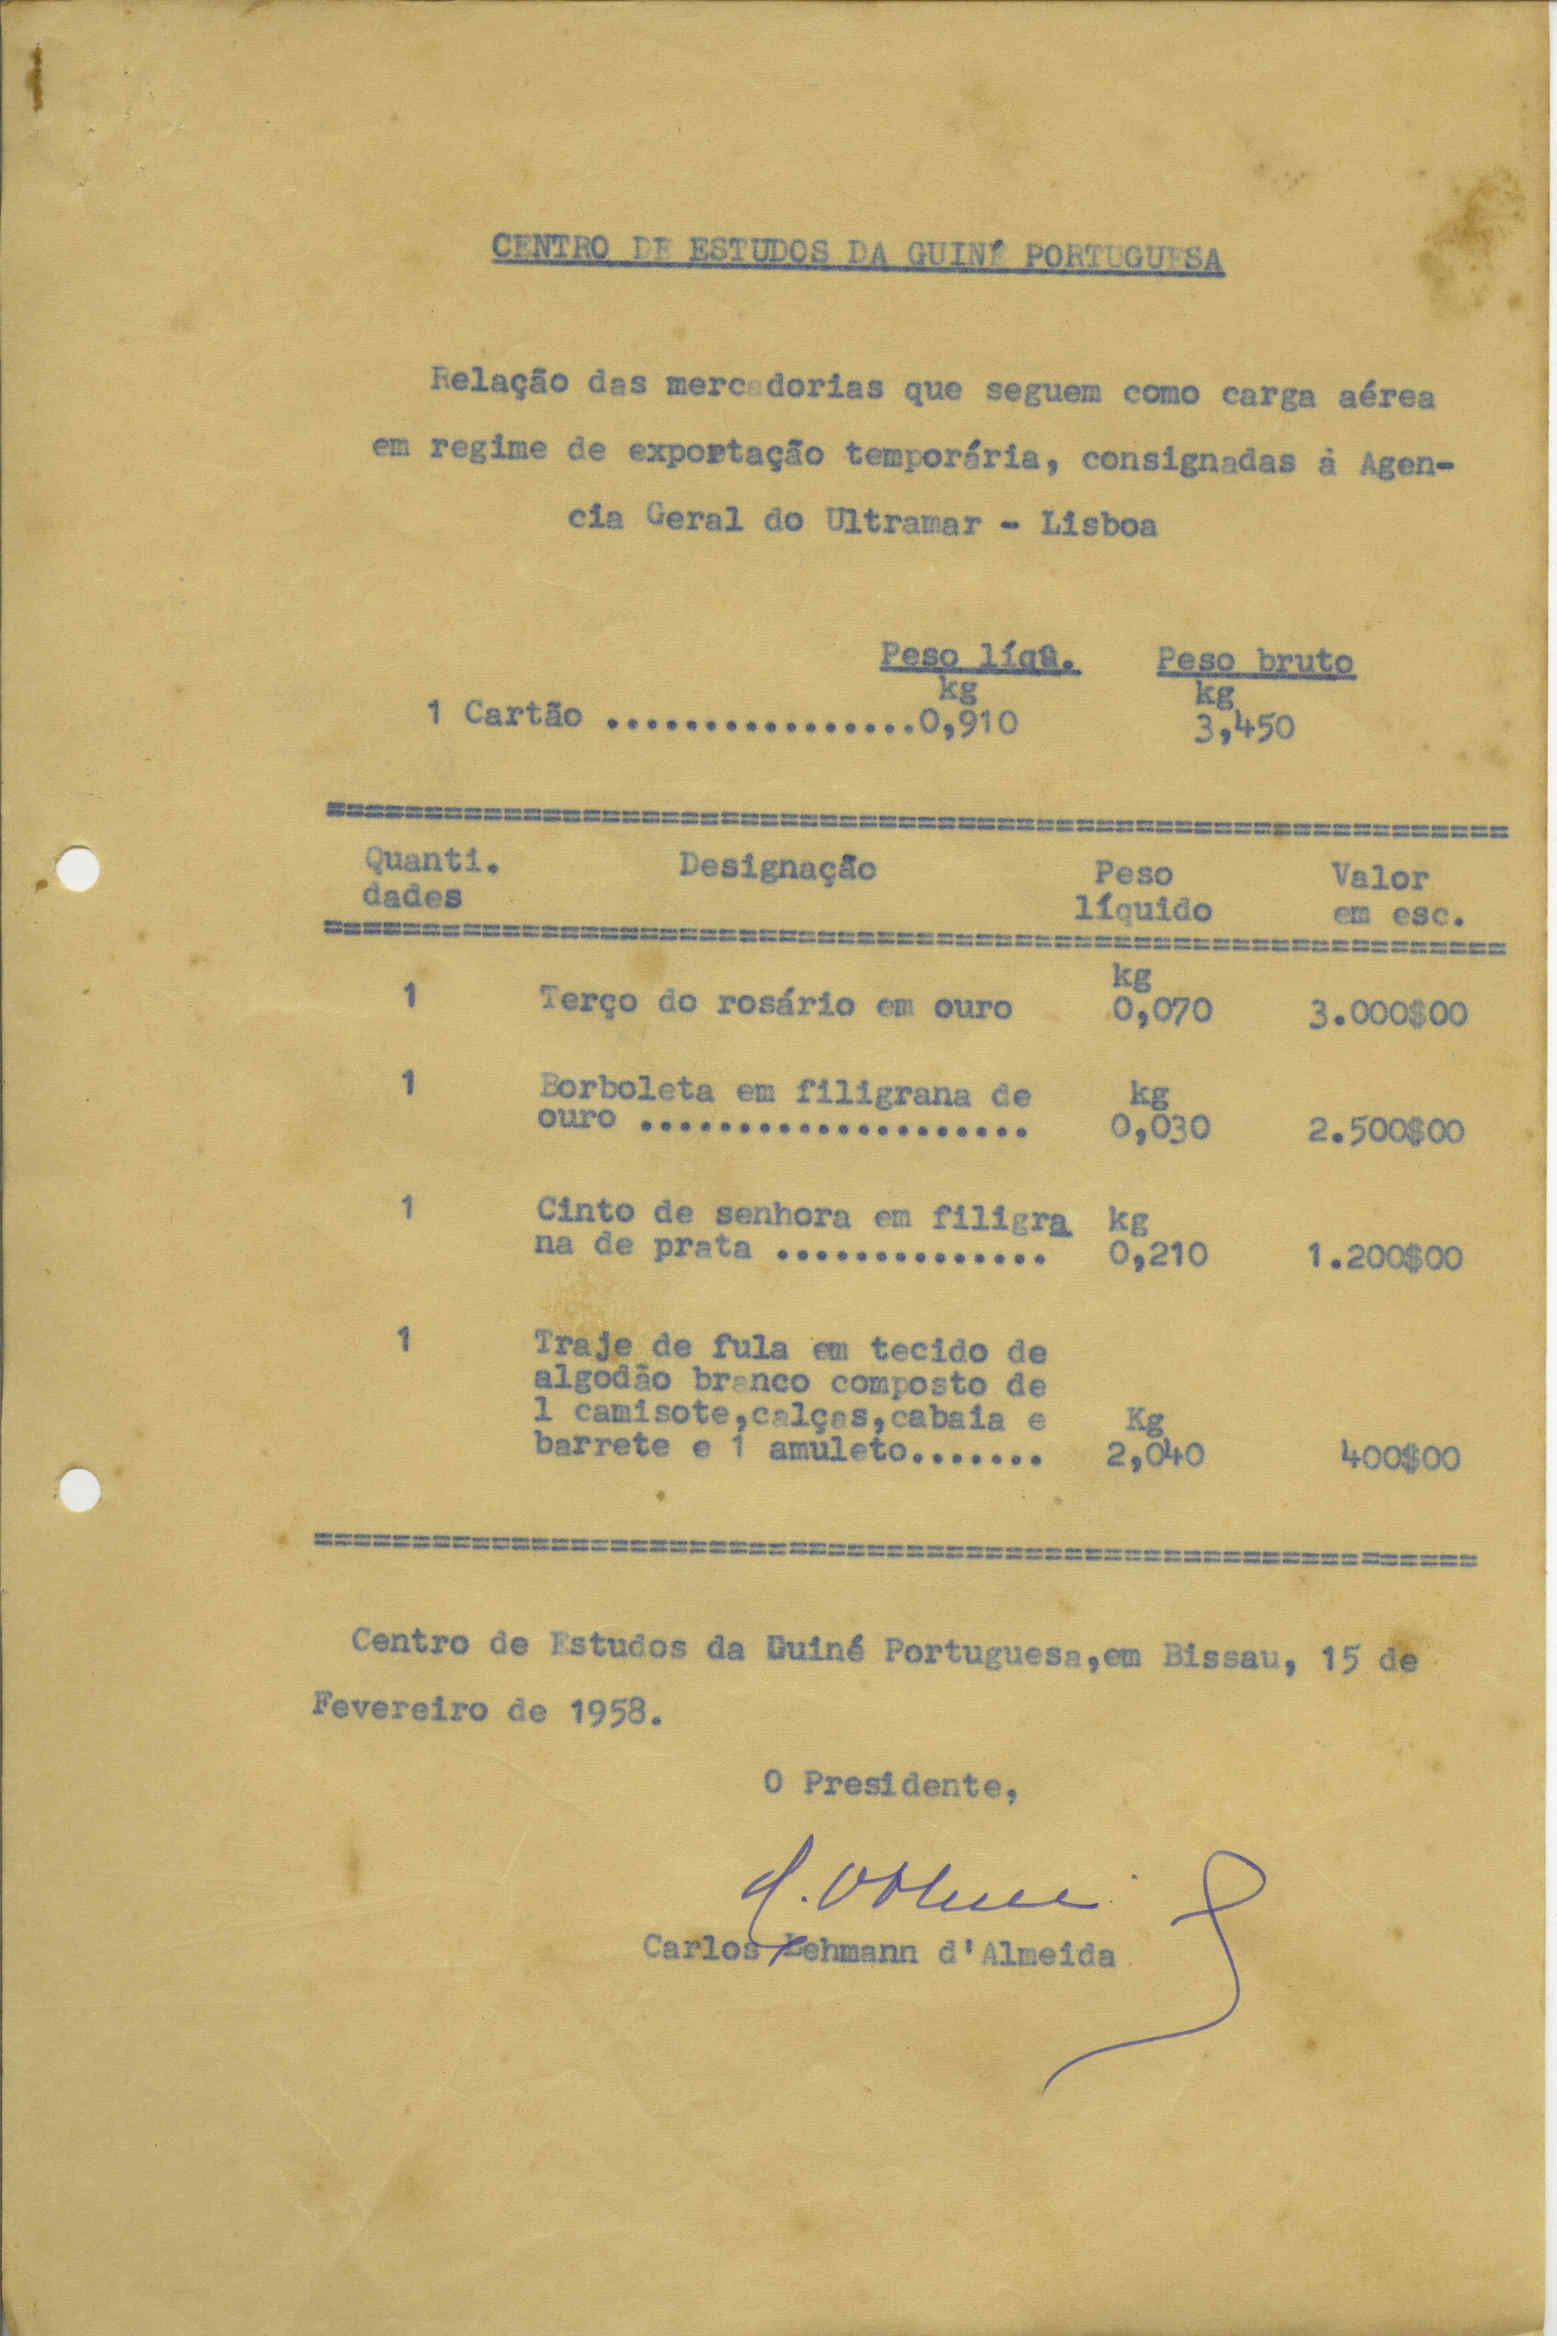 CENTRO DE ESTUDOS DA GUINÉ PORTUGUESA
Relação das mercadorias que seguem como carga aérea
em regime de exportação temporária, consignadas à Agen-
cia Geral do Ultramar - Lisboa
Peso líqu. Peso bruto
kg kg
1 Cartão ................0,910 3,450
==============================================================
Quanti. Designação Peso Valor
dades líquido em esc.
==============================================================
kg
1 Terço do rosário em ouro 0,070 3.000$00
1 Borboleta em filigrana de kg
ouro .................... 0,030 2.500$00
1 Cinto de senhora em filigra kg
na de prata .............. 0,210 1.200$00
1 Traje de fula em tecido de
algodão branco composto de
1 camisote,calças,cabaia e Kg
barrete e 1 amuleto....... 2,040 400$00
==============================================================
Centro de Estudos da Guiné Portuguesa,em Bissau, 15 de
Fevereiro de 1958.
O Presidente,
Carlos Lehmann d'Almeida